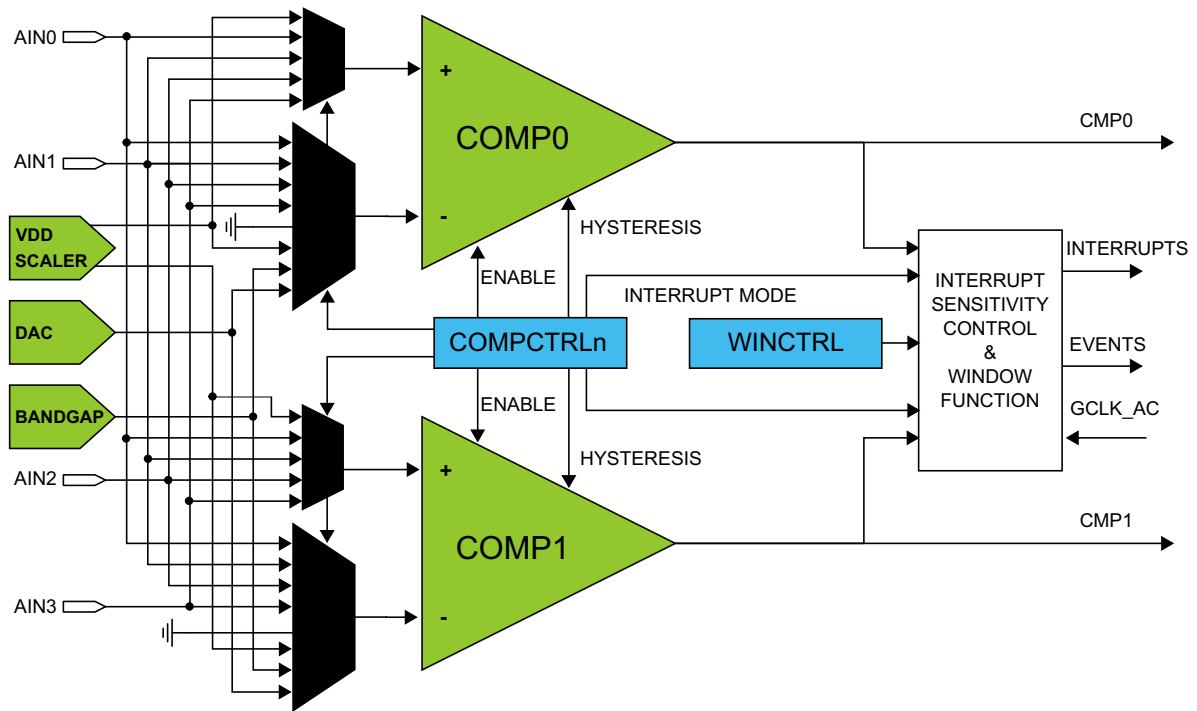 AIN0
AIN1
VDD
SCALER
DAC
BANDGAP
AIN2
AIN3
+
COMP0
-
HYSTERESIS
ENABLE
INTERRUPT MODE
COMPCTRLn
WINCTRL
ENABLE
HYSTERESIS
+
COMP1
-
CMP0
INTERRUPT
SENSITIVITY
CONTROL
&
WINDOW
FUNCTION
INTERRUPTS
EVENTS
GCLK_AC
CMP1